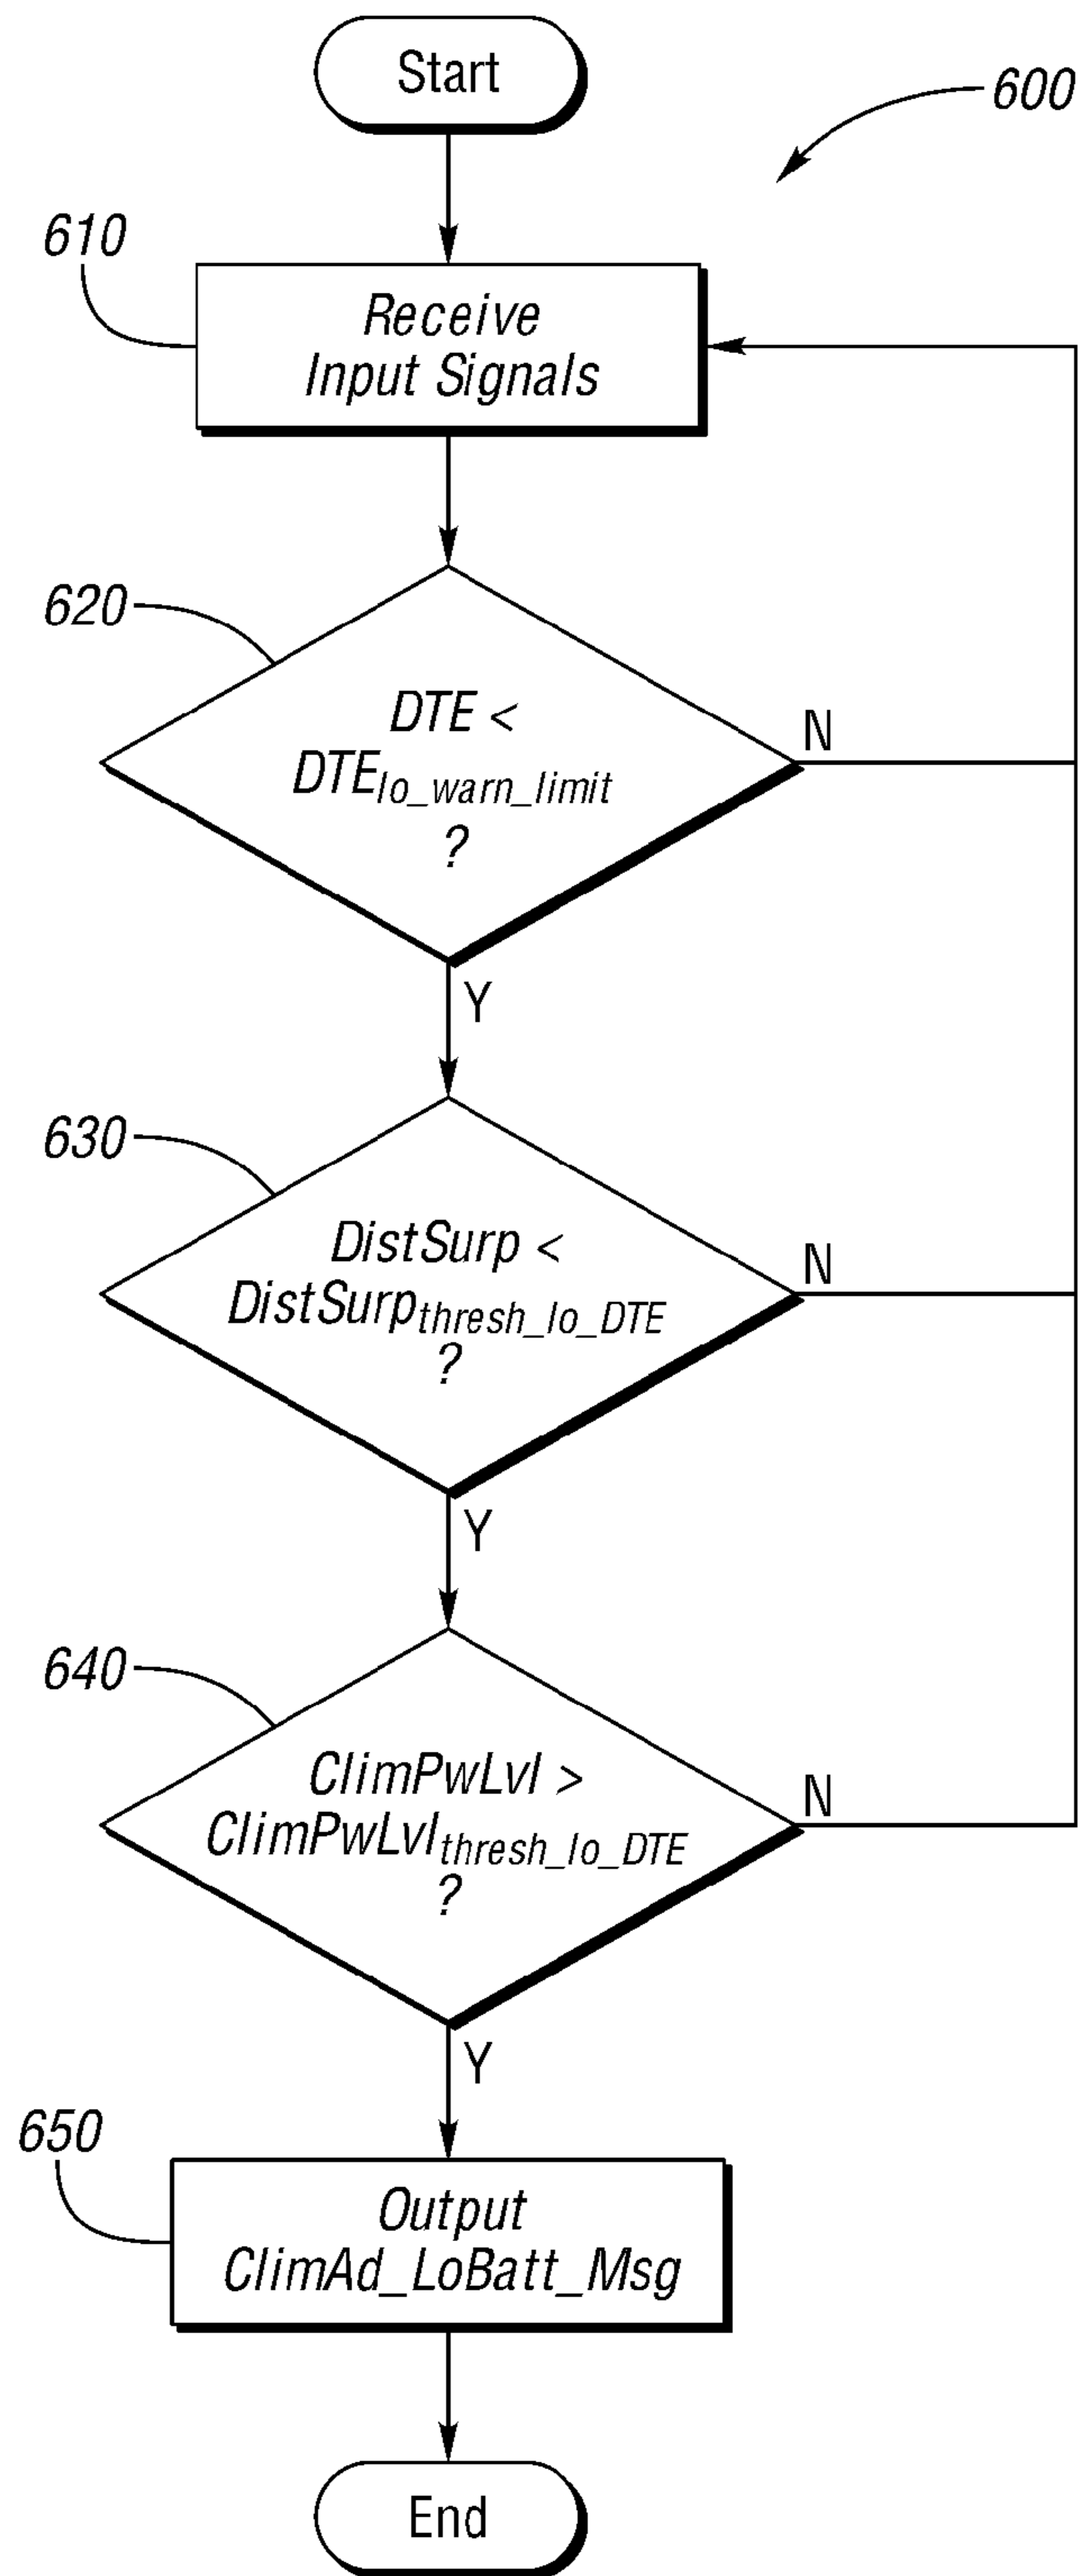 Start
600
610
Receive
Input Signals
620
DTE <
DTElo_warn_limit
?
N
Y
630
DistSurp <
DistSurpthresh_lo_DTE
?
N
Y
640
ClimPwLvl >
ClimPwLvlthresh_lo_DTE
?
N
Y
650
Output
ClimAd_LoBatt_Msg
End